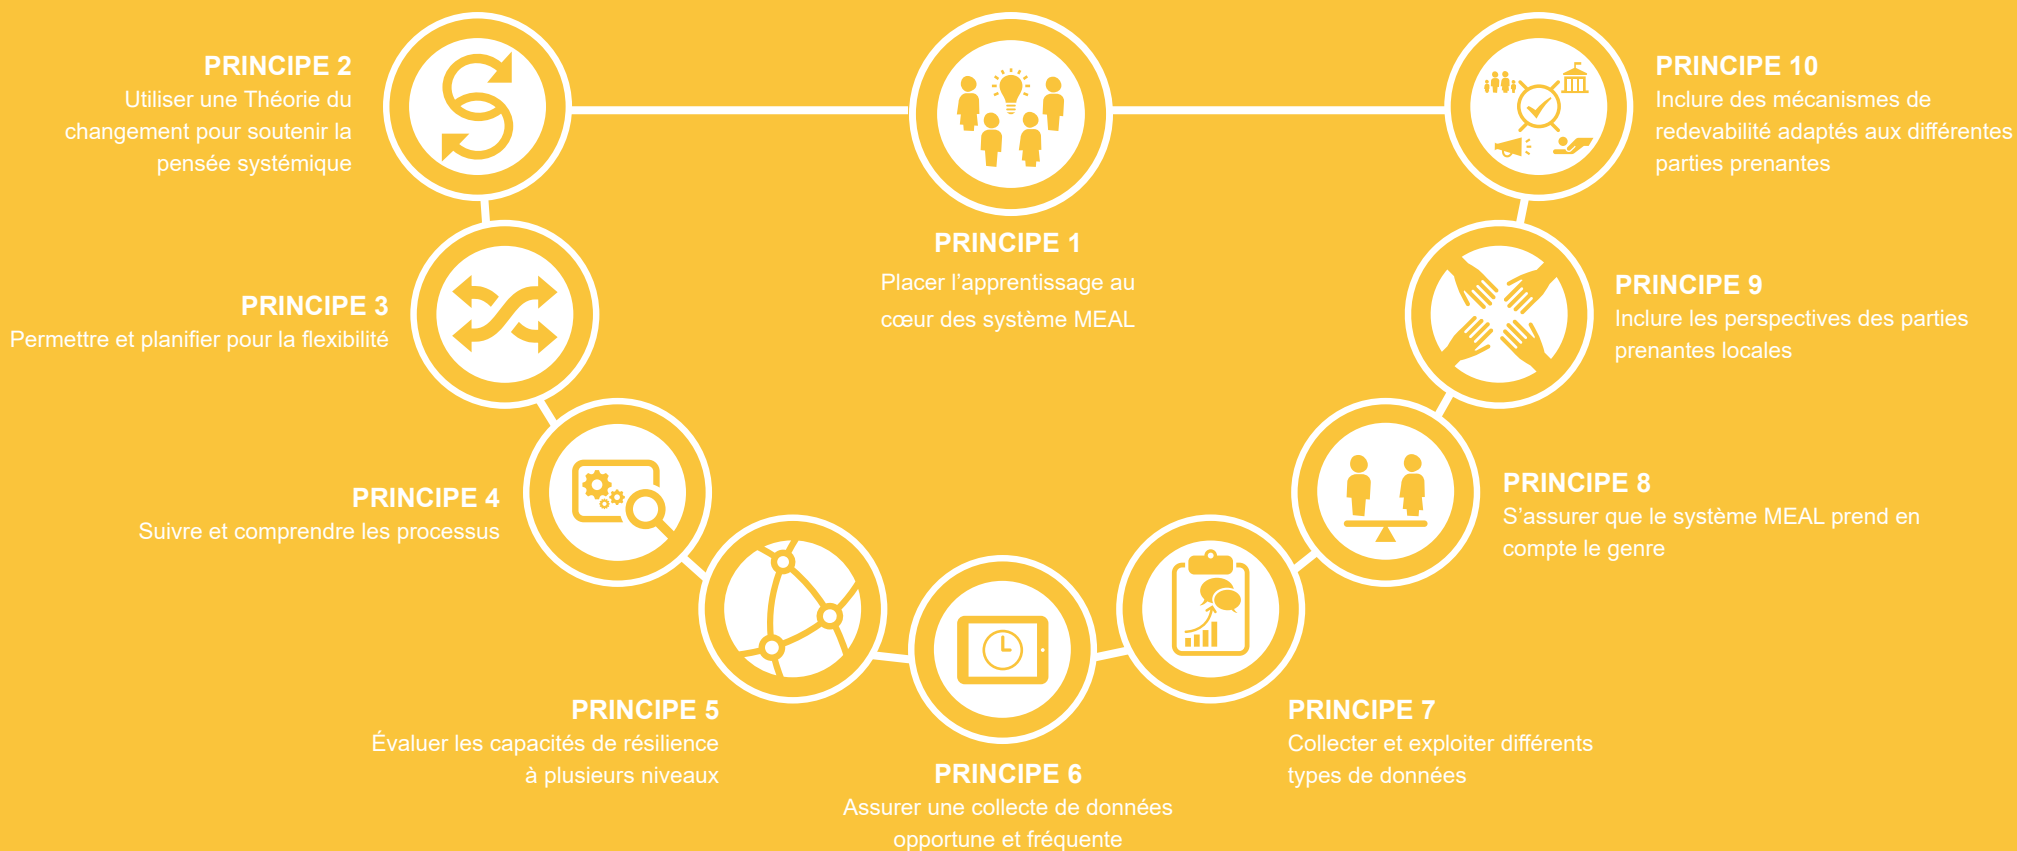 PRINCIPE 1
Placer l’apprentissage au
cœur des système MEAL
PRINCIPE 2
Utiliser une Théorie du
changement pour soutenir la
pensée systémique
PRINCIPE 3
Permettre et planifier pour la flexibilité
PRINCIPE 4
Suivre et comprendre les processus
PRINCIPE 5
Évaluer les capacités de résilience
à plusieurs niveaux
PRINCIPE 6
Assurer une collecte de données
opportune et fréquente
PRINCIPE 7
Collecter et exploiter différents
types de données
PRINCIPE 8
S’assurer que le système MEAL prend en
compte le genre
PRINCIPE 9
Inclure les perspectives des parties
prenantes locales
PRINCIPE 10
Inclure des mécanismes de
redevabilité adaptés aux différentes
parties prenantes